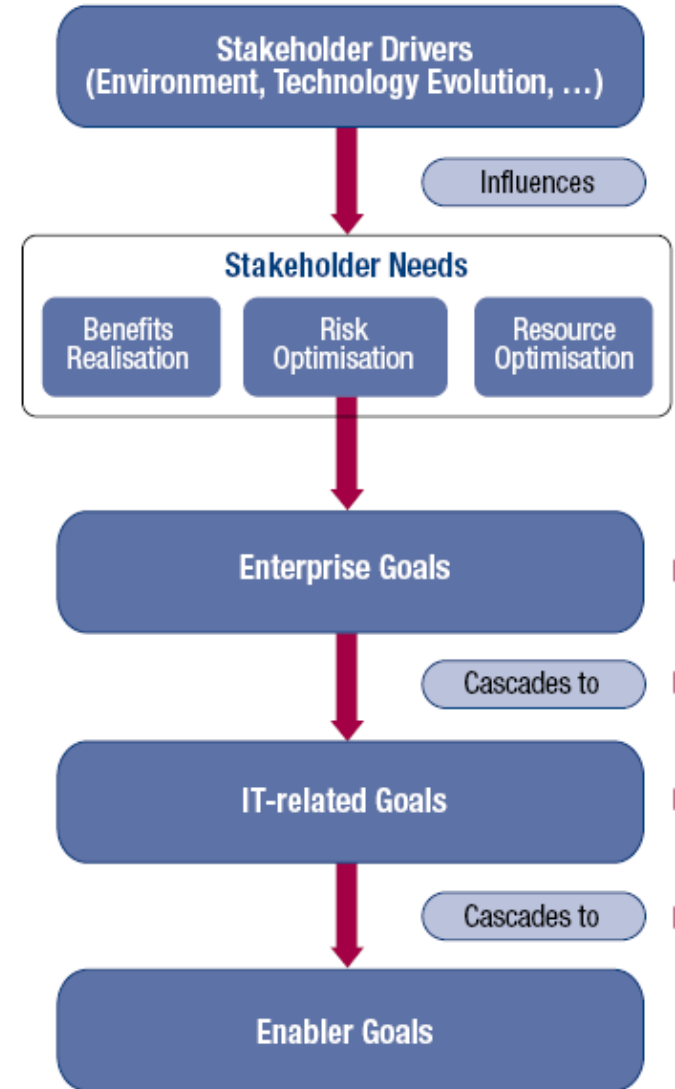 Stakeholder Drivers
(Environment, Technology Evolution, …)
Influences
Stakeholder Needs
Benefits
Realisation
Risk
Optimisation
Resource
Optimisation
Enterprise Goals
Cascades to
IT-related Goals
Cascades to
Enabler Goals